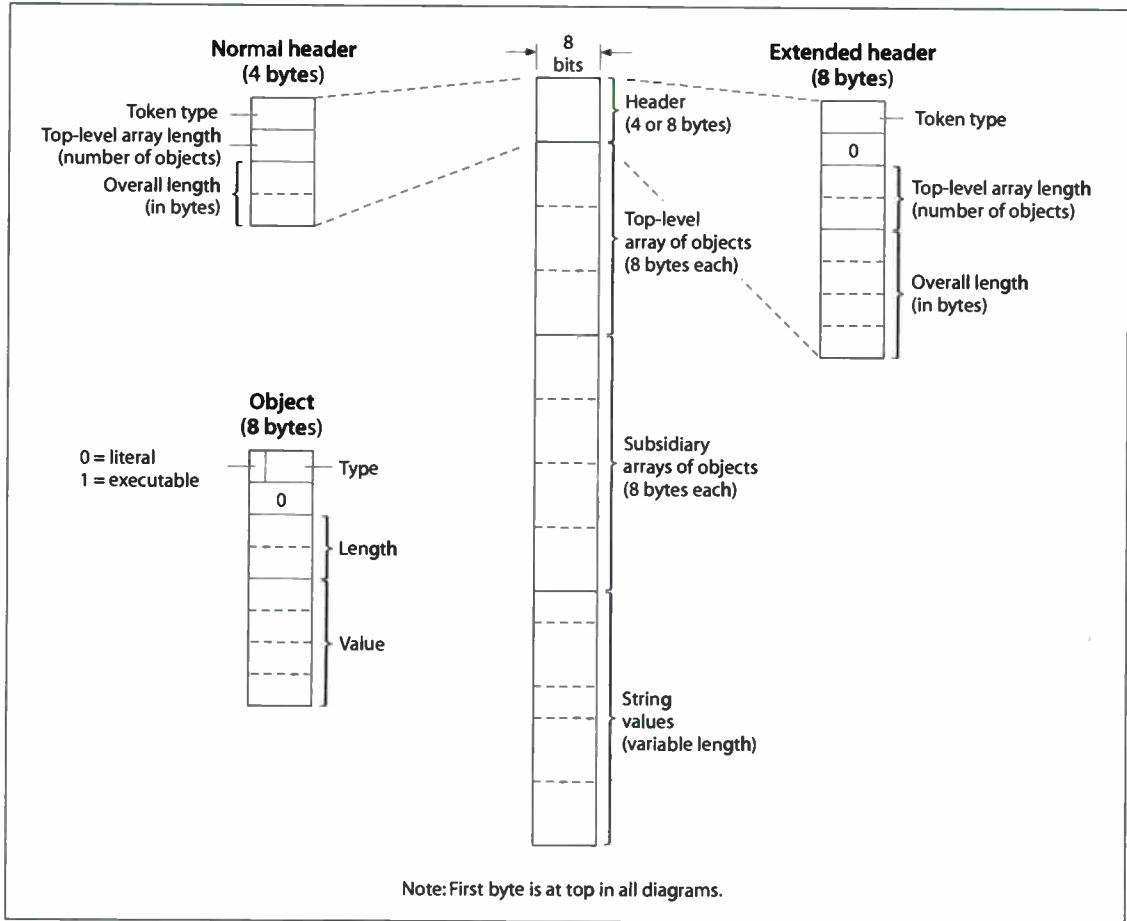 Normal header
(4 bytes)
Token type
Top-level array length
(number of objects)
Overall length
(in bytes)
8
bits
Header
(4 or 8 bytes)
Top-level
array of objects
(8 bytes each)
Subsidiary
arrays of objects
(8 bytes each)
String
values
(variable length)
Extended header
(8 bytes)
Token type
0
Top-level array length
(number of objects)
Overall length
(in bytes)
Object
(8 bytes)
0 = literal
1 = executable
Type
0
Length
Value
Note: First byte is at top in all diagrams.